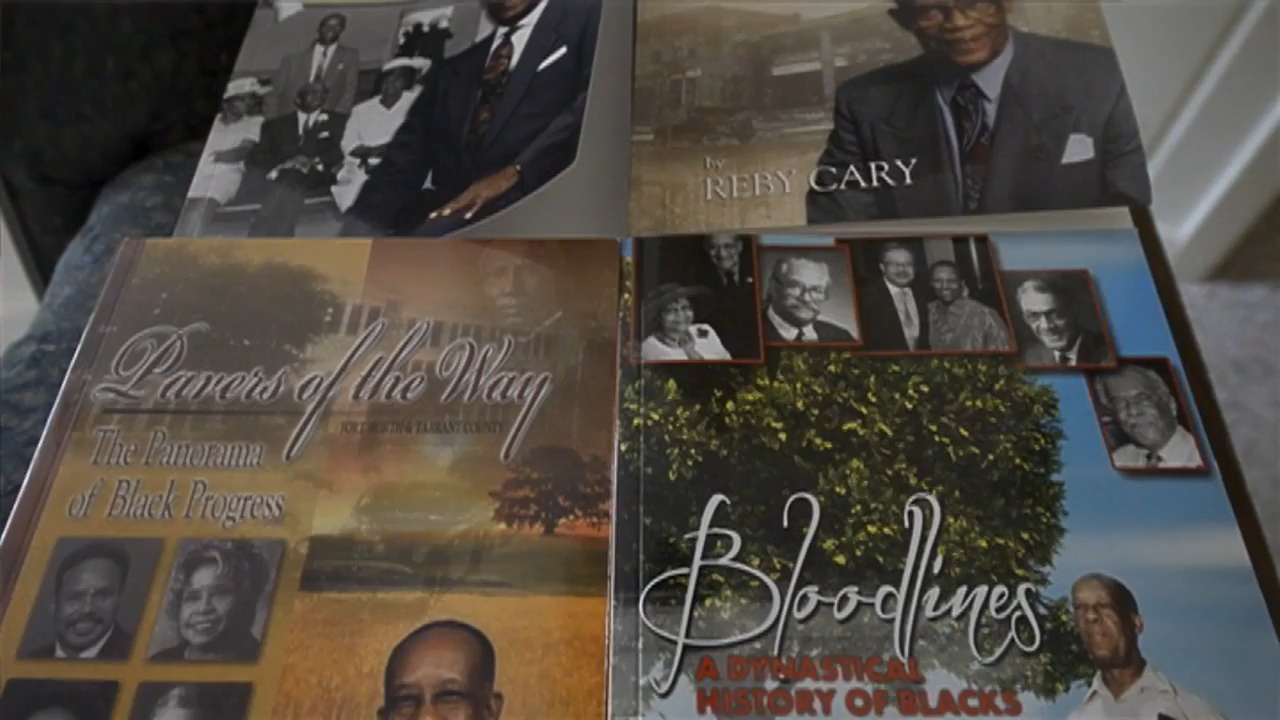 by
REBY CARY
Pavers of the Way
FORT WORTH & TARRANT COUNTY
The Panorama
of Black Progress
Bloodlines
A DYNASTICAL
HISTORY OF BLACKS